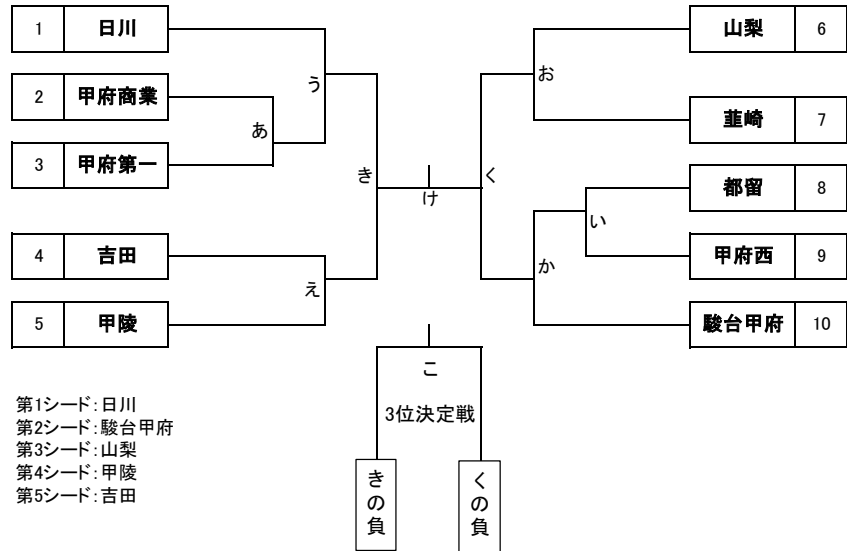 1 日川
2 甲府商業
3 甲府第一
4 吉田
5 甲陵
山梨 6
韮崎 7
都留 8
甲府西 9
駿台甲府 10
あ
う
え
き
け
く
お
い
か
こ
3位決定戦
きの負
くの負
第1シード：日川
第2シード：駿台甲府
第3シード：山梨
第4シード：甲陵
第5シード：吉田